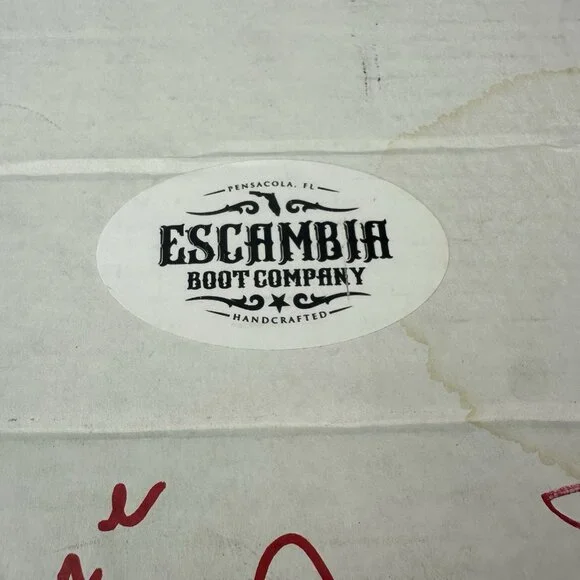 PENSACOLA, FL
ESCAMBIA
BOOT COMPANY
HANDCRAFTED